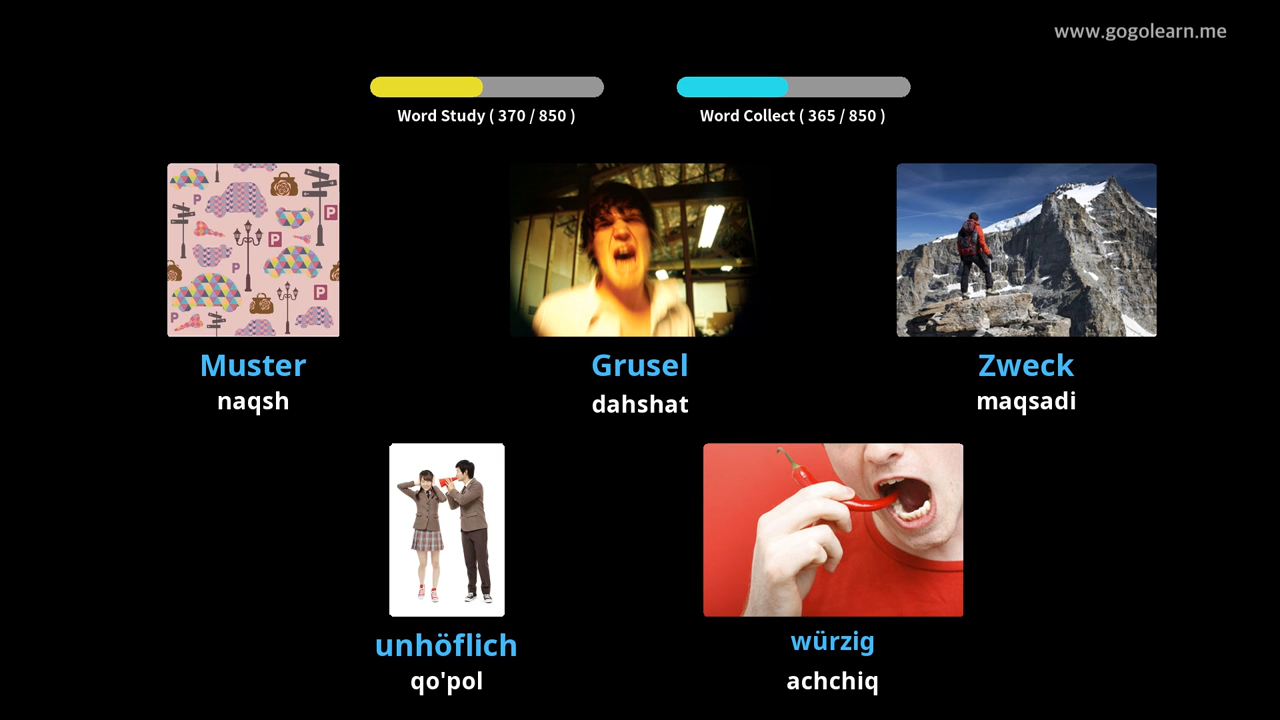 www.gogolearn.me
Word Study ( 370 / 850 )
Word Collect ( 365 / 850 )
P
P
P
P
P
P
Muster
naqsh
Grusel
dahshat
Zweck
maqsadi
unhöflich
qo'pol
würzig
achchiq